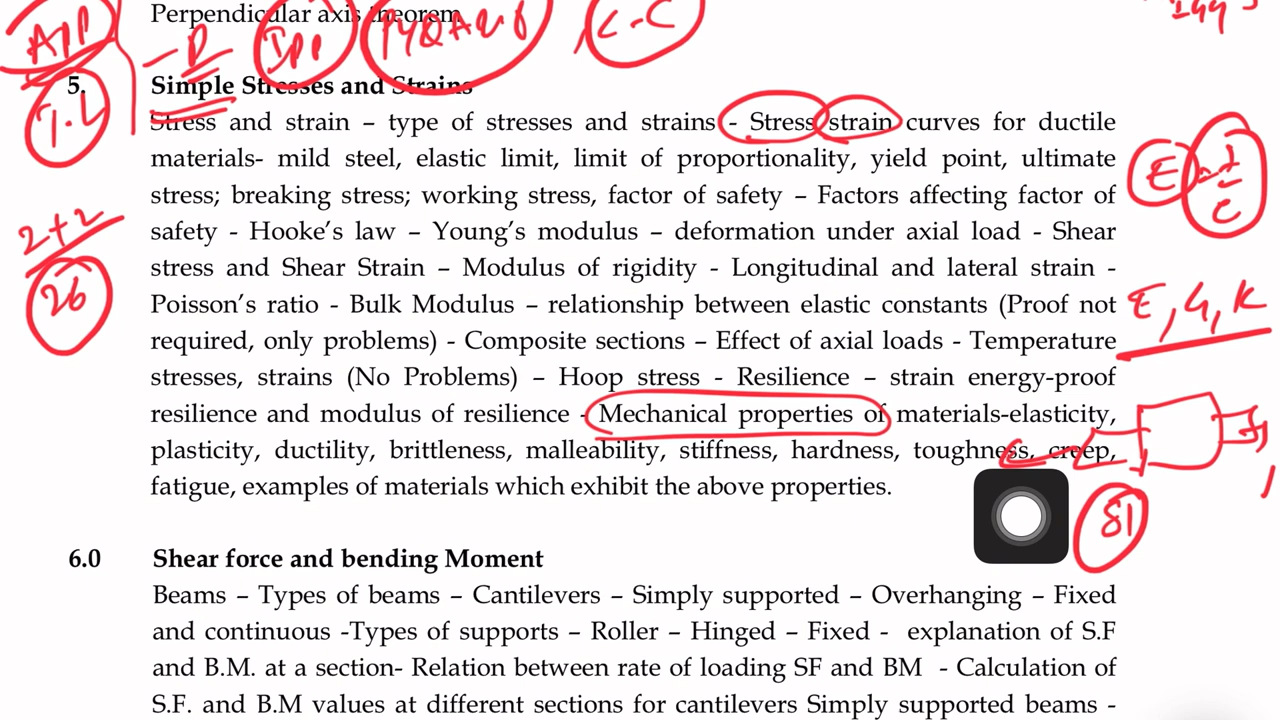 Perpendicular axis theorem
APP
5. Simple Stresses and Strains
Stress and strain – type of stresses and strains - Stress strain curves for ductile
materials- mild steel, elastic limit, limit of proportionality, yield point, ultimate
stress; breaking stress; working stress, factor of safety – Factors affecting factor of
safety - Hooke's law – Young's modulus – deformation under axial load - Shear
stress and Shear Strain – Modulus of rigidity - Longitudinal and lateral strain -
Poisson's ratio - Bulk Modulus – relationship between elastic constants (Proof not
required, only problems) - Composite sections – Effect of axial loads - Temperature
stresses, strains (No Problems) – Hoop stress - Resilience – strain energy-proof
resilience and modulus of resilience - Mechanical properties of materials-elasticity,
plasticity, ductility, brittleness, malleability, stiffness, hardness, toughness, creep,
fatigue, examples of materials which exhibit the above properties.
2+2
26
E
E, G, K
δl
6.0 Shear force and bending Moment
Beams – Types of beams – Cantilevers – Simply supported – Overhanging – Fixed
and continuous -Types of supports – Roller – Hinged – Fixed - explanation of S.F
and B.M. at a section- Relation between rate of loading SF and BM - Calculation of
S.F. and B.M values at different sections for cantilevers Simply supported beams -